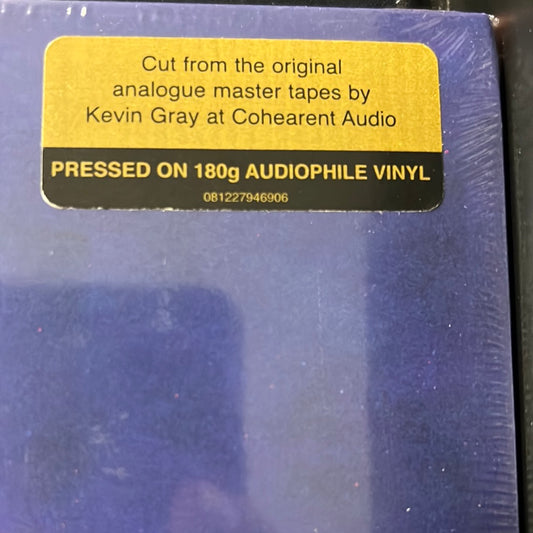 Cut from the original
analogue master tapes by
Kevin Gray at Cohearent Audio
PRESSED ON 180g AUDIOPHILE VINYL
081227946906